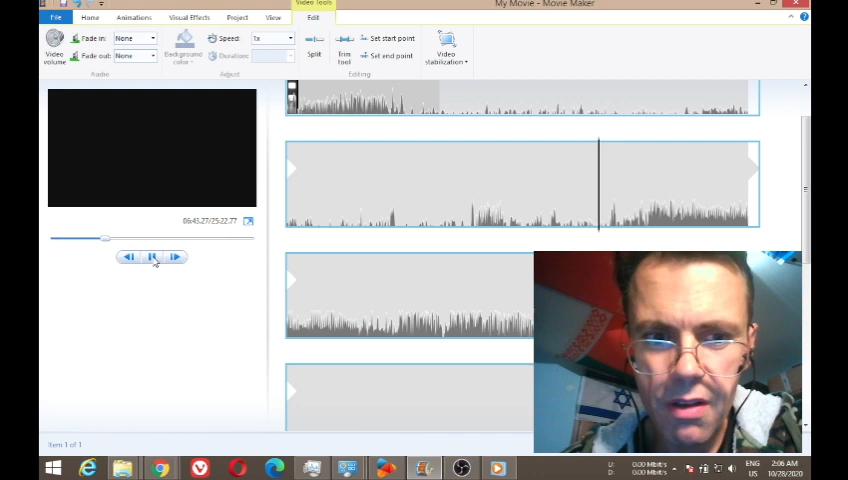 Video Tools
My Movie - Movie Maker
File Home Animations Visual Effects Project View Edit
Video volume
Fade in: None
Fade out: None
Audio
Background color
Speed: 1x
Duration:
Adjust
Split
Trim tool
Set start point
Set end point
Editing
Video stabilization
06:43.27/25:22.77
Item 1 of 1
U: 0.00 Mbit/s
D: 0.00 Mbit/s
ENG
US
2:06 AM
10/28/2020